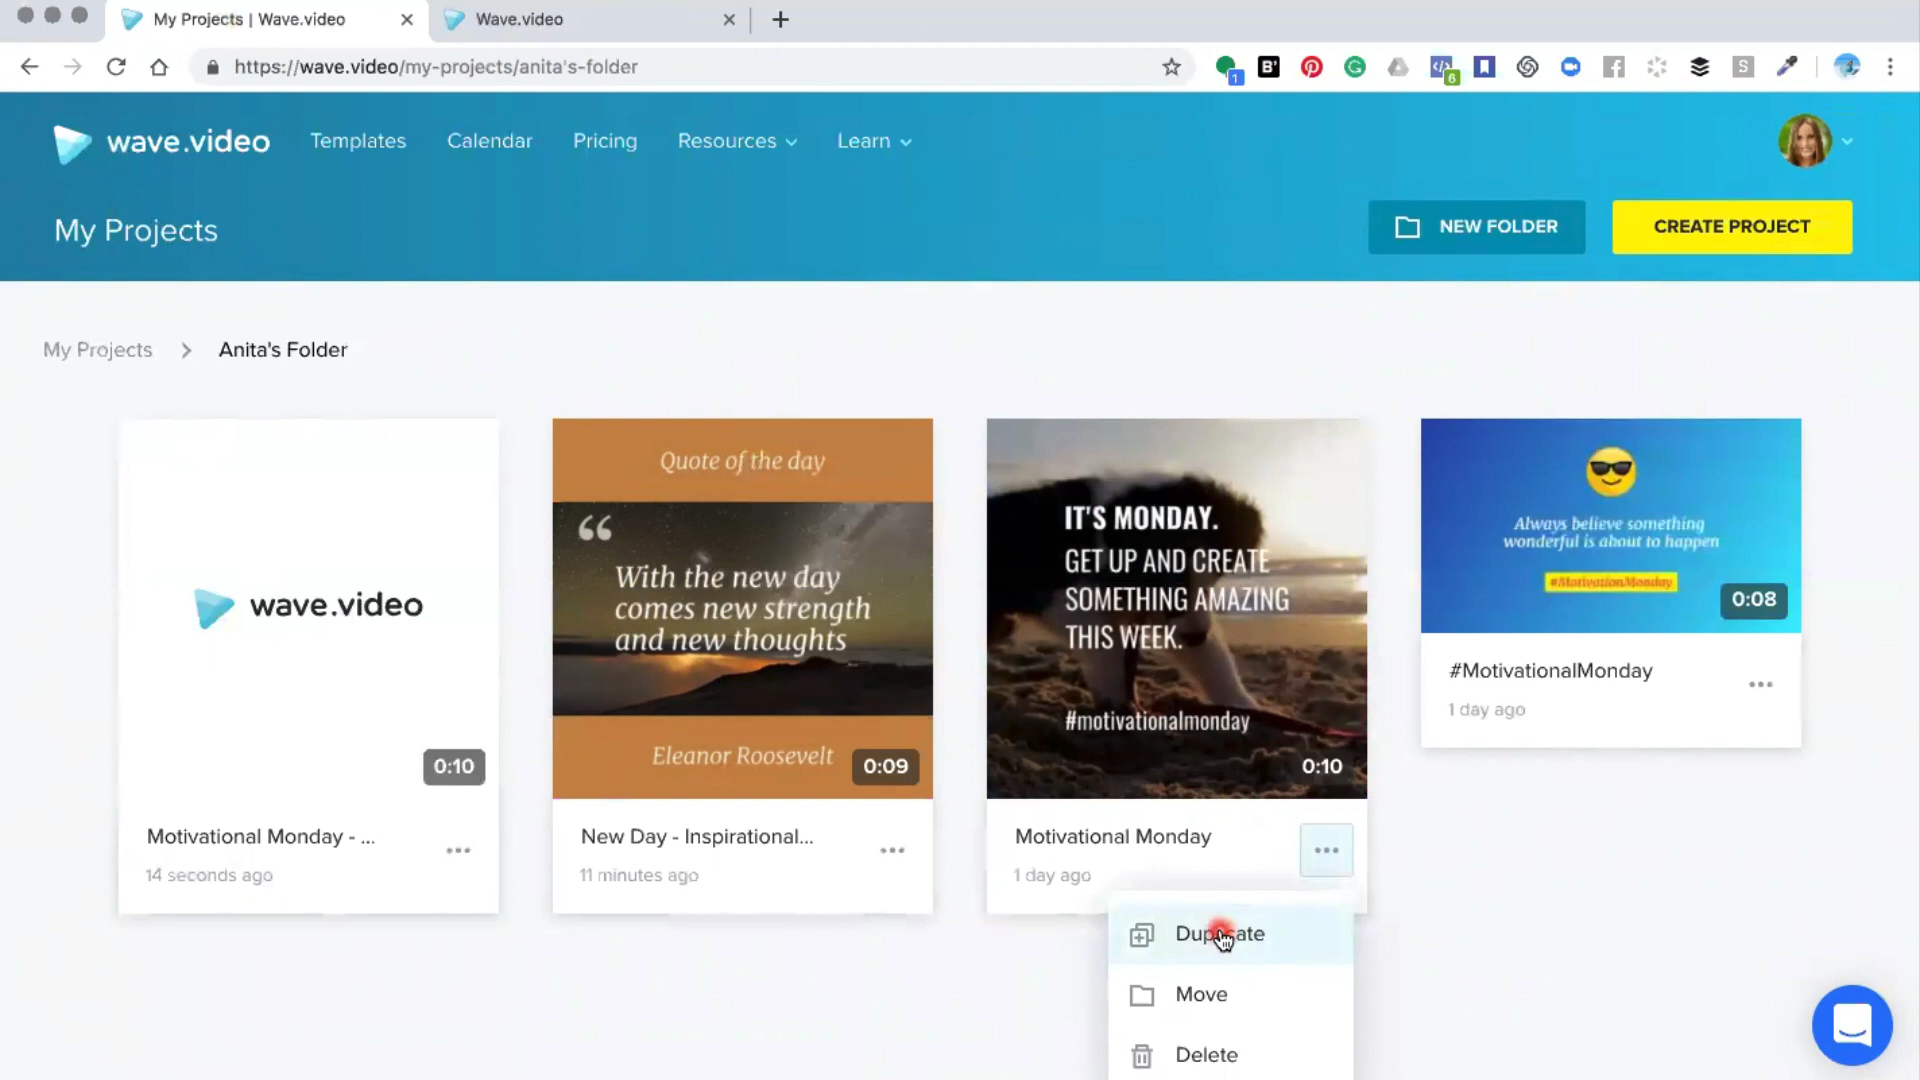 My Projects | Wave.video
Wave.video
https://wave.video/my-projects/anita's-folder
1
B'
6
S
wave.video
Templates
Calendar
Pricing
Resources
Learn
My Projects
NEW FOLDER
CREATE PROJECT
My Projects
Anita's Folder
wave.video
0:10
Motivational Monday - ...
14 seconds ago
Quote of the day
“
With the new day
comes new strength
and new thoughts
Eleanor Roosevelt
0:09
New Day - Inspirational...
11 minutes ago
IT'S MONDAY.
GET UP AND CREATE
SOMETHING AMAZING
THIS WEEK.
#motivationalmonday
0:10
Motivational Monday
1 day ago
Duplicate
Move
Delete
Always believe something
wonderful is about to happen
#MotivationMonday
0:08
#MotivationalMonday
1 day ago